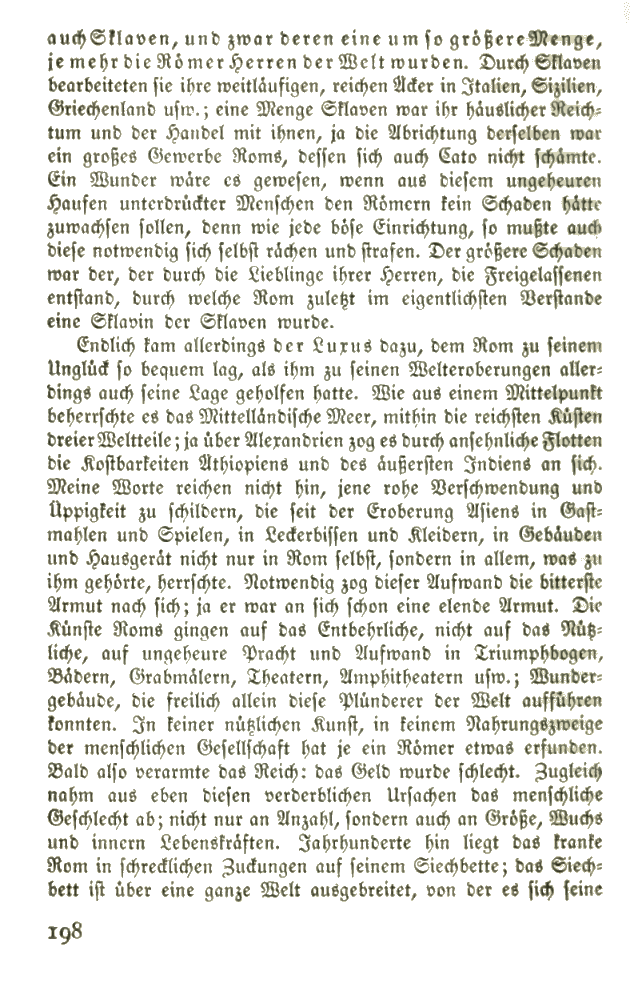 auch Sklaven, und zwar deren eine um so größere Menge,
je mehr die Römer Herren der Welt wurden. Durch Sklaven
bearbeiteten sie ihre weitläufigen, reichen Äcker in Italien, Sizilien,
Griechenland usw.; eine Menge Sklaven war ihr häuslicher Reich-
tum und der Handel mit ihnen, ja die Abrichtung derselben war
ein großes Gewerbe Roms, dessen sich auch Cato nicht schämte.
Ein Wunder wäre es gewesen, wenn aus diesem ungeheuren
Haufen unterdrückter Menschen den Römern kein Schaden hätte
zuwachsen sollen, denn wie jede böse Einrichtung, so mußte auch
diese notwendig sich selbst rächen und strafen. Der größere Schaden
war der, der durch die Lieblinge ihrer Herren, die Freigelassenen
entstand, durch welche Rom zuletzt im eigentlichsten Verstande
eine Sklavin der Sklaven wurde.
Endlich kam allerdings der Luxus dazu, dem Rom zu seinem
Unglück so bequem lag, als ihm zu seinen Welteroberungen aller-
dings auch seine Lage geholfen hatte. Wie aus einem Mittelpunkt
beherrschte es das Mittelländische Meer, mithin die reichsten Küsten
dreier Weltteile; ja über Alexandrien zog es durch ansehnliche Flotten
die Kostbarkeiten Äthiopiens und des äußersten Indiens an sich.
Meine Worte reichen nicht hin, jene rohe Verschwendung und
Üppigkeit zu schildern, die seit der Eroberung Asiens in Gast-
mahlen und Spielen, in Leckerbissen und Kleidern, in Gebäuden
und Hausgerät nicht nur in Rom selbst, sondern in allem, was zu
ihm gehörte, herrschte. Notwendig zog dieser Aufwand die bitterste
Armut nach sich; ja er war an sich schon eine elende Armut. Die
Künste Roms gingen auf das Entbehrliche, nicht auf das Nütz-
liche, auf ungeheure Pracht und Aufwand in Triumphbogen,
Bädern, Grabmälern, Theatern, Amphitheatern usw.; Wunder-
gebäude, die freilich allein diese Plünderer der Welt aufführen
konnten. In keiner nützlichen Kunst, in keinem Nahrungszweige
der menschlichen Gesellschaft hat je ein Römer etwas erfunden.
Bald also verarmte das Reich: das Geld wurde schlecht. Zugleich
nahm aus eben diesen verderblichen Ursachen das menschliche
Geschlecht ab; nicht nur an Anzahl, sondern auch an Größe, Wuchs
und innern Lebenskräften. Jahrhunderte hin liegt das kranke
Rom in schrecklichen Zuckungen auf seinem Siechbette; das Siech-
bett ist über eine ganze Welt ausgebreitet, von der es sich seine
198